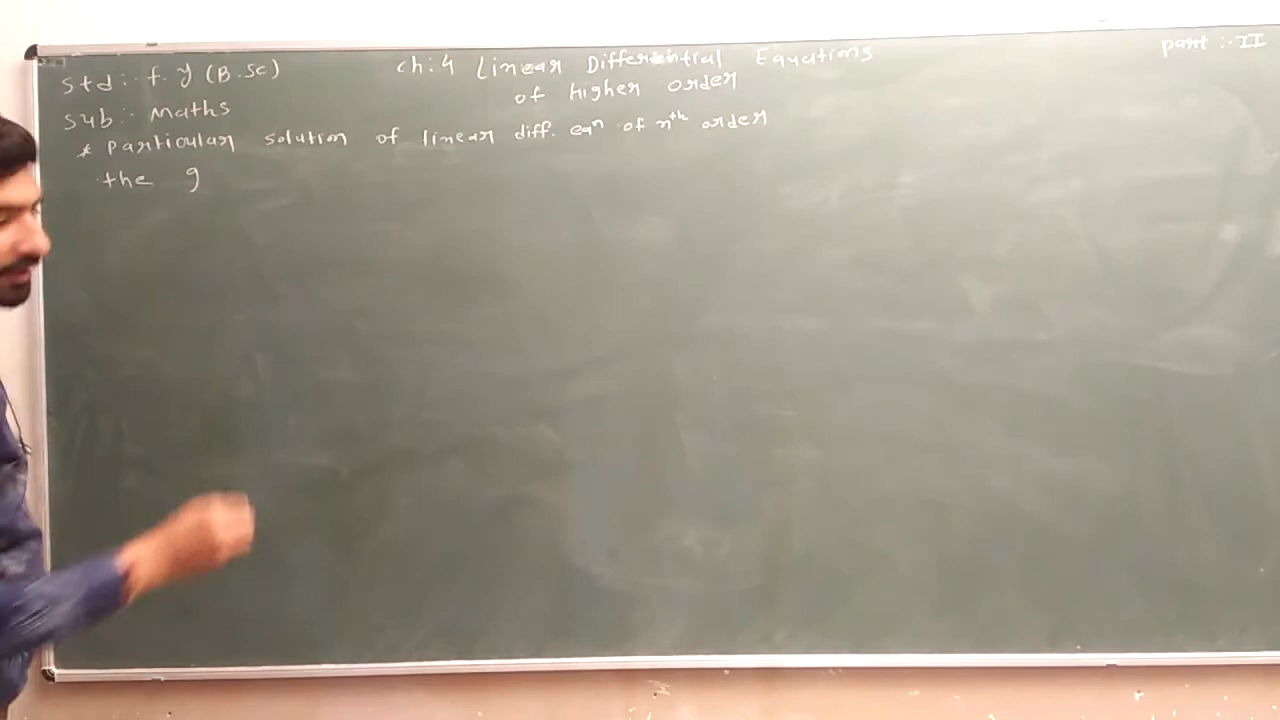 Std :- F. Y (B.Sc)
Ch:4 Linear Differential Equations
of higher order
part :- II
Sub :- Maths
* Particular solution of linear diff. eqⁿ of nᵗʰ order
the g